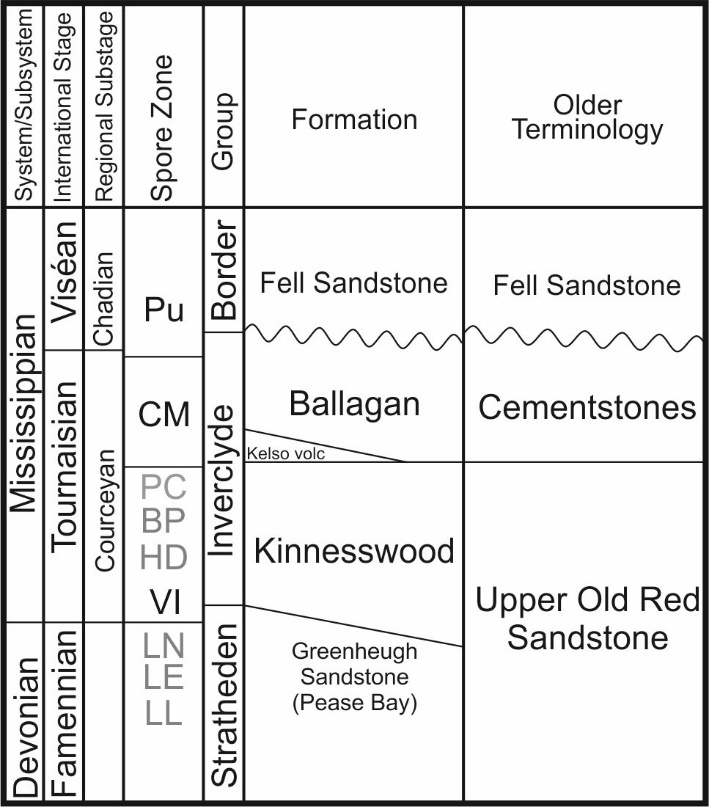 System/Subsystem
International Stage
Regional Substage
Spore Zone
Group
Formation
Older
Terminology
Mississippian
Devonian
Viséan
Tournaisian
Famennian
Chadian
Courceyan
Pu
CM
PC
BP
HD
VI
LN
LE
LL
Border
Inverclyde
Stratheden
Fell Sandstone
Ballagan
Kelso volc
Kinnesswood
Greenheugh
Sandstone
(Pease Bay)
Fell Sandstone
Cementstones
Upper Old Red
Sandstone